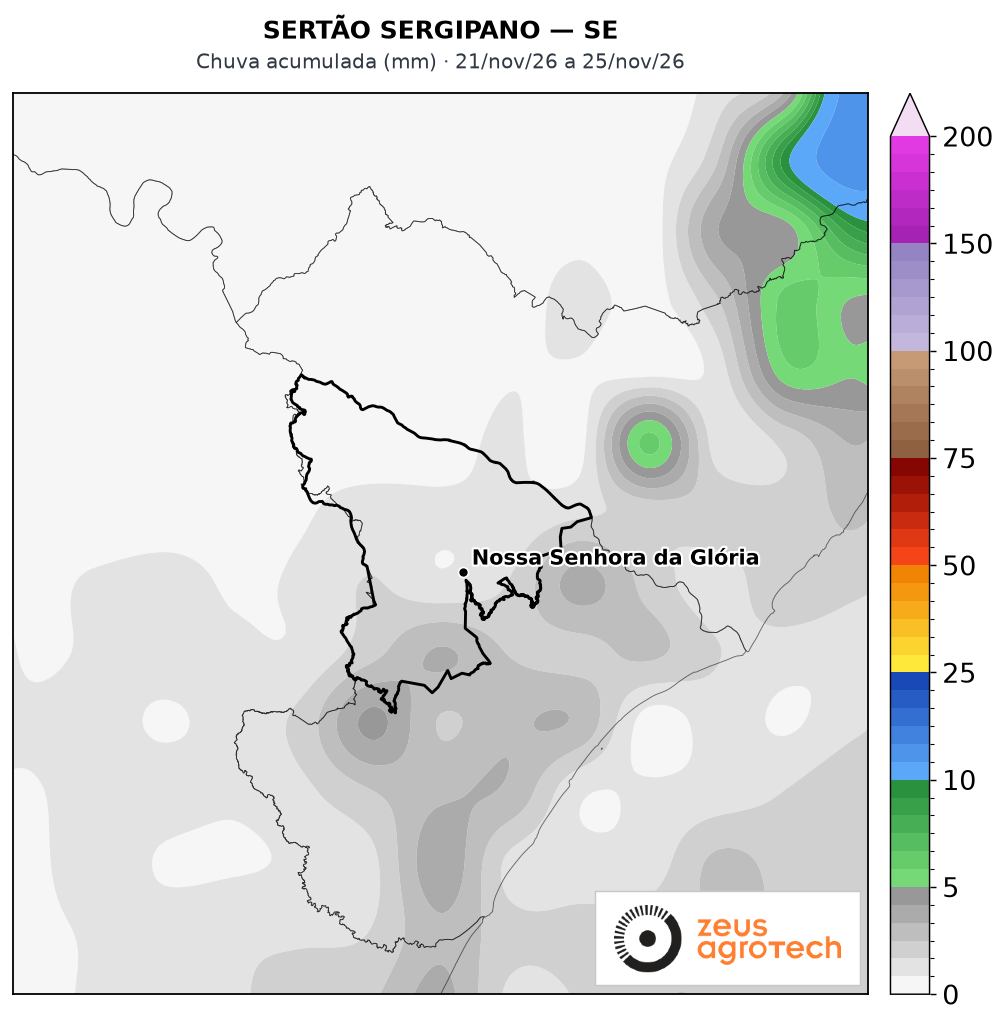 SERTÃO SERGIPANO — SE
Chuva acumulada (mm) · 21/nov/26 a 25/nov/26
200
150
100
75
50
25
10
5
0
Nossa Senhora da Glória
zeus
agrotech